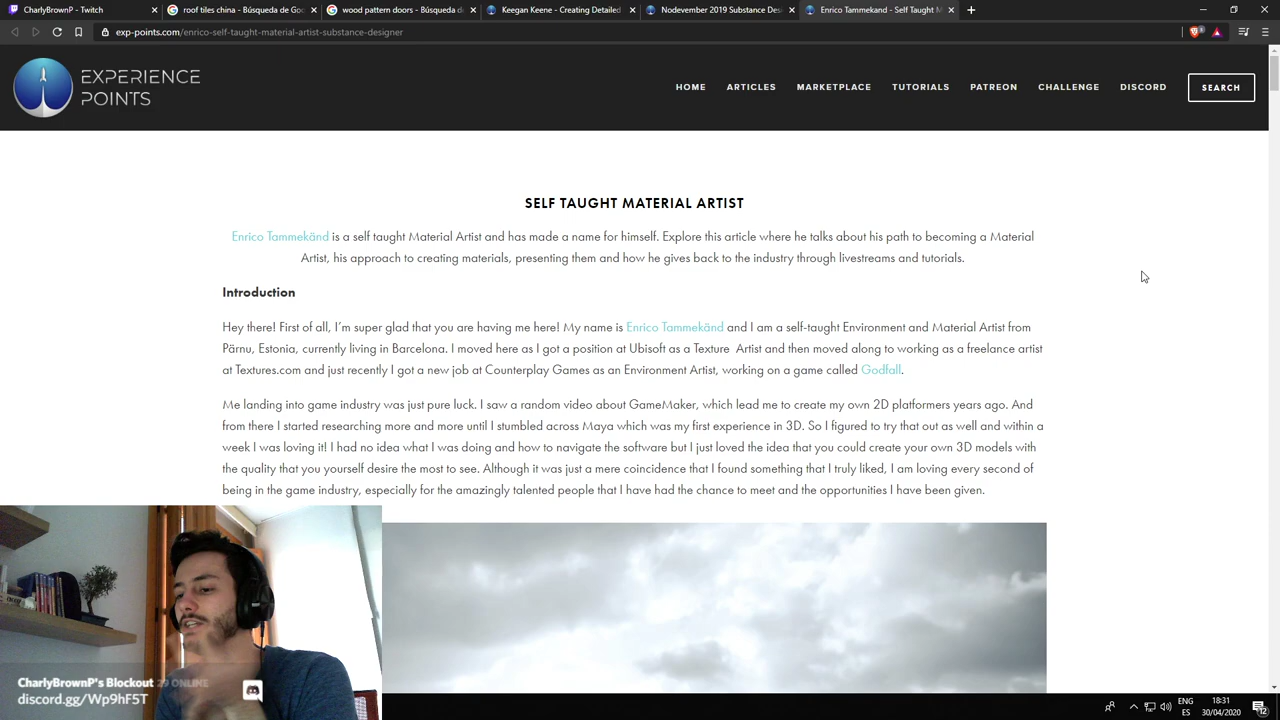 CharlyBrownP - Twitch
roof tiles china - Búsqueda de Go
wood pattern doors - Búsqueda d
Keegan Keene - Creating Detailed
Nodevember 2019 Substance Des
Enrico Tammekand - Self Taught M
exp-points.com/enrico-self-taught-material-artist-substance-designer
EXPERIENCE
POINTS
HOME ARTICLES MARKETPLACE TUTORIALS PATREON CHALLENGE DISCORD SEARCH
SELF TAUGHT MATERIAL ARTIST
Enrico Tammekänd is a self taught Material Artist and has made a name for himself. Explore this article where he talks about his path to becoming a Material
Artist, his approach to creating materials, presenting them and how he gives back to the industry through livestreams and tutorials.
Introduction
Hey there! First of all, I'm super glad that you are having me here! My name is Enrico Tammekänd and I am a self-taught Environment and Material Artist from
Pärnu, Estonia, currently living in Barcelona. I moved here as I got a position at Ubisoft as a Texture Artist and then moved along to working as a freelance artist
at Textures.com and just recently I got a new job at Counterplay Games as an Environment Artist, working on a game called Godfall.
Me landing into game industry was just pure luck. I saw a random video about GameMaker, which lead me to create my own 2D platformers years ago. And
from there I started researching more and more until I stumbled across Maya which was my first experience in 3D. So I figured to try that out as well and within a
week I was loving it! I had no idea what I was doing and how to navigate the software but I just loved the idea that you could create your own 3D models with
the quality that you yourself desire the most to see. Although it was just a mere coincidence that I found something that I truly liked, I am loving every second of
being in the game industry, especially for the amazingly talented people that I have had the chance to meet and the opportunities I have been given.
CharlyBrownP's Blockout 29 ONLINE
discord.gg/Wp9hF5T
ENG
ES
18:31
30/04/2020
12